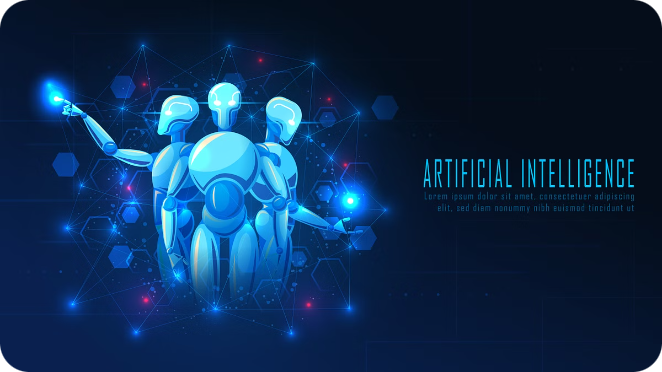 ARTIFICIAL INTELLIGENCE
Lorem ipsum dolor sit amet, consectetuer adipiscing
elit, sed diam nonummy nibh euismod tincidunt ut